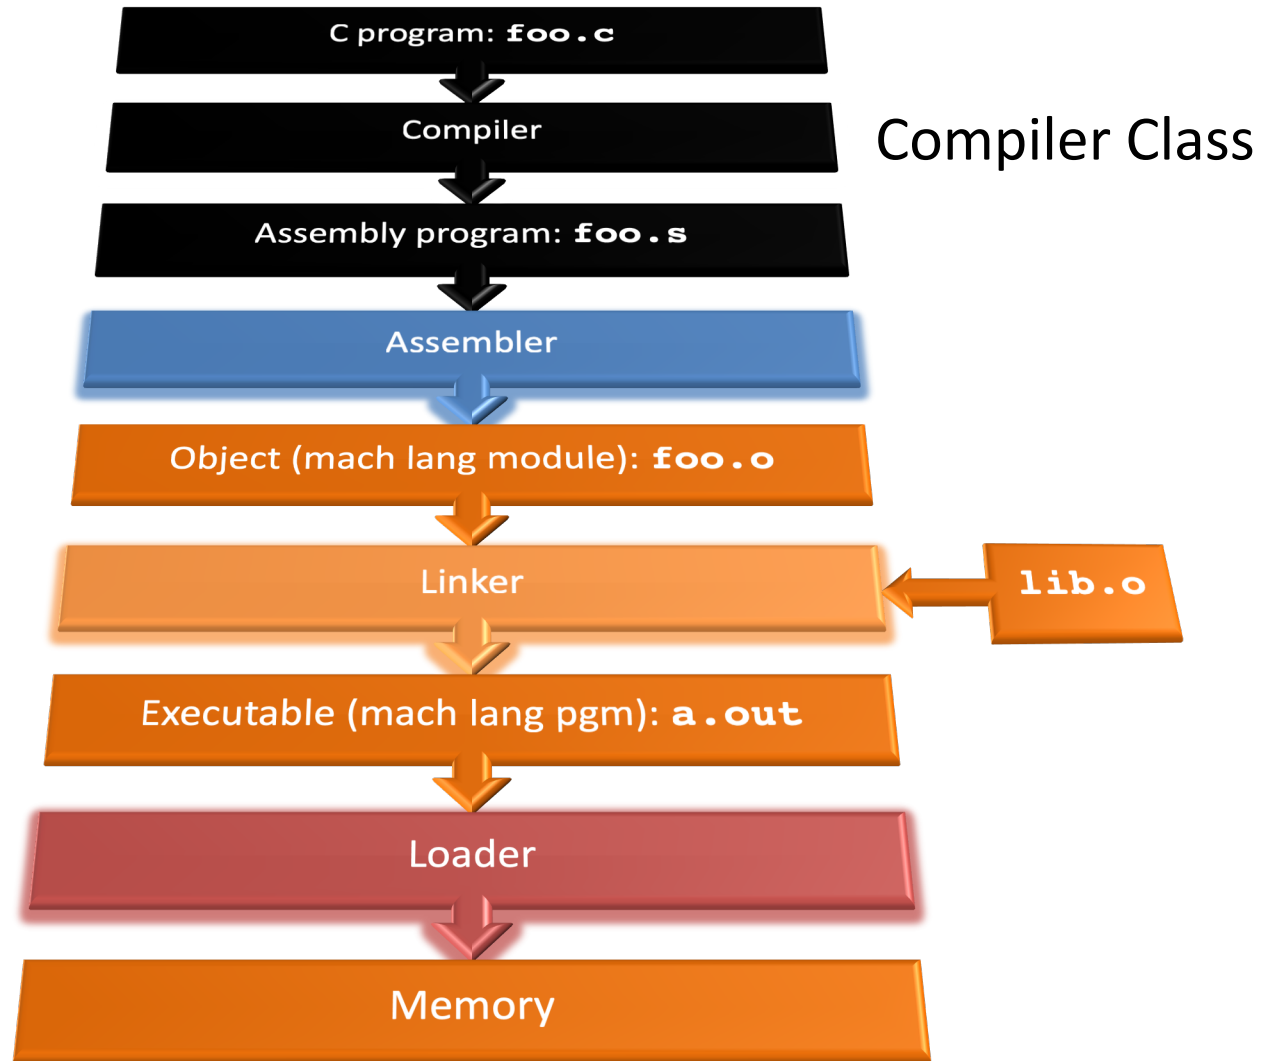 C program: foo.c
Compiler
Compiler Class
Assembly program: foo.s
Assembler
Object (mach lang module): foo.o
Linker
lib.o
Executable (mach lang pgm): a.out
Loader
Memory